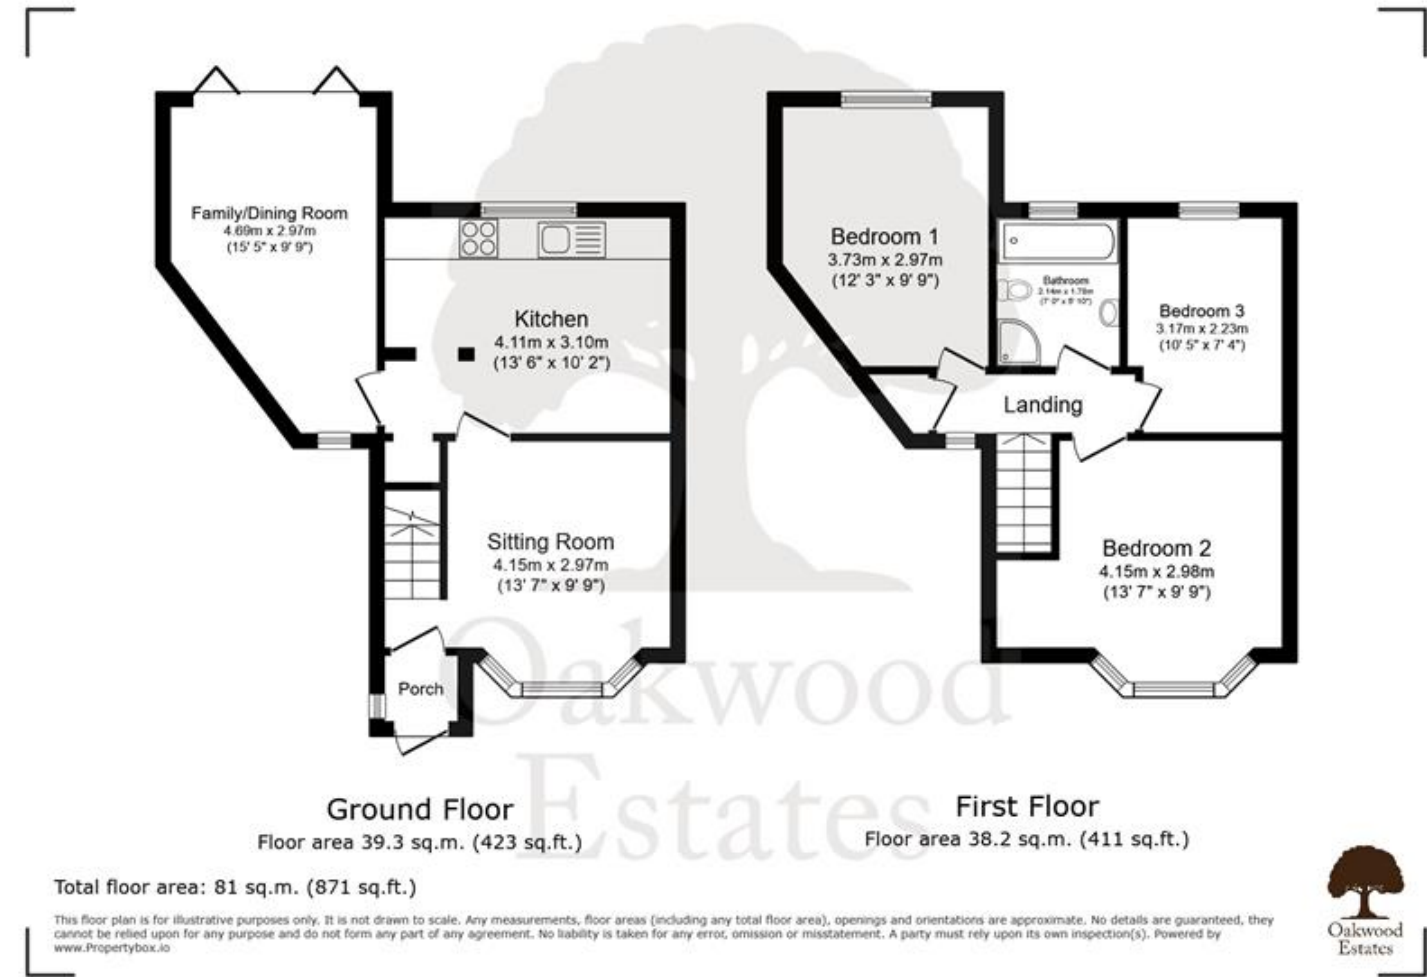 Family/Dining Room
4.69m x 2.97m
(15' 5" x 9' 9")
Kitchen
4.11m x 3.10m
(13' 6" x 10' 2")
Sitting Room
4.15m x 2.97m
(13' 7" x 9' 9")
Porch
Bedroom 1
3.73m x 2.97m
(12' 3" x 9' 9")
Bathroom
2.14m x 1.78m
(7' 0" x 5' 10")
Bedroom 3
3.17m x 2.23m
(10' 5" x 7' 4")
Landing
Bedroom 2
4.15m x 2.98m
(13' 7" x 9' 9")
Oakwood
Estates
Ground Floor
Floor area 39.3 sq.m. (423 sq.ft.)
First Floor
Floor area 38.2 sq.m. (411 sq.ft.)
Total floor area: 81 sq.m. (871 sq.ft.)
This floor plan is for illustrative purposes only. It is not drawn to scale. Any measurements, floor areas (including any total floor area), openings and orientations are approximate. No details are guaranteed, they
cannot be relied upon for any purpose and do not form any part of any agreement. No liability is taken for any error, omission or misstatement. A party must rely upon its own inspection(s). Powered by
www.Propertybox.io
Oakwood
Estates